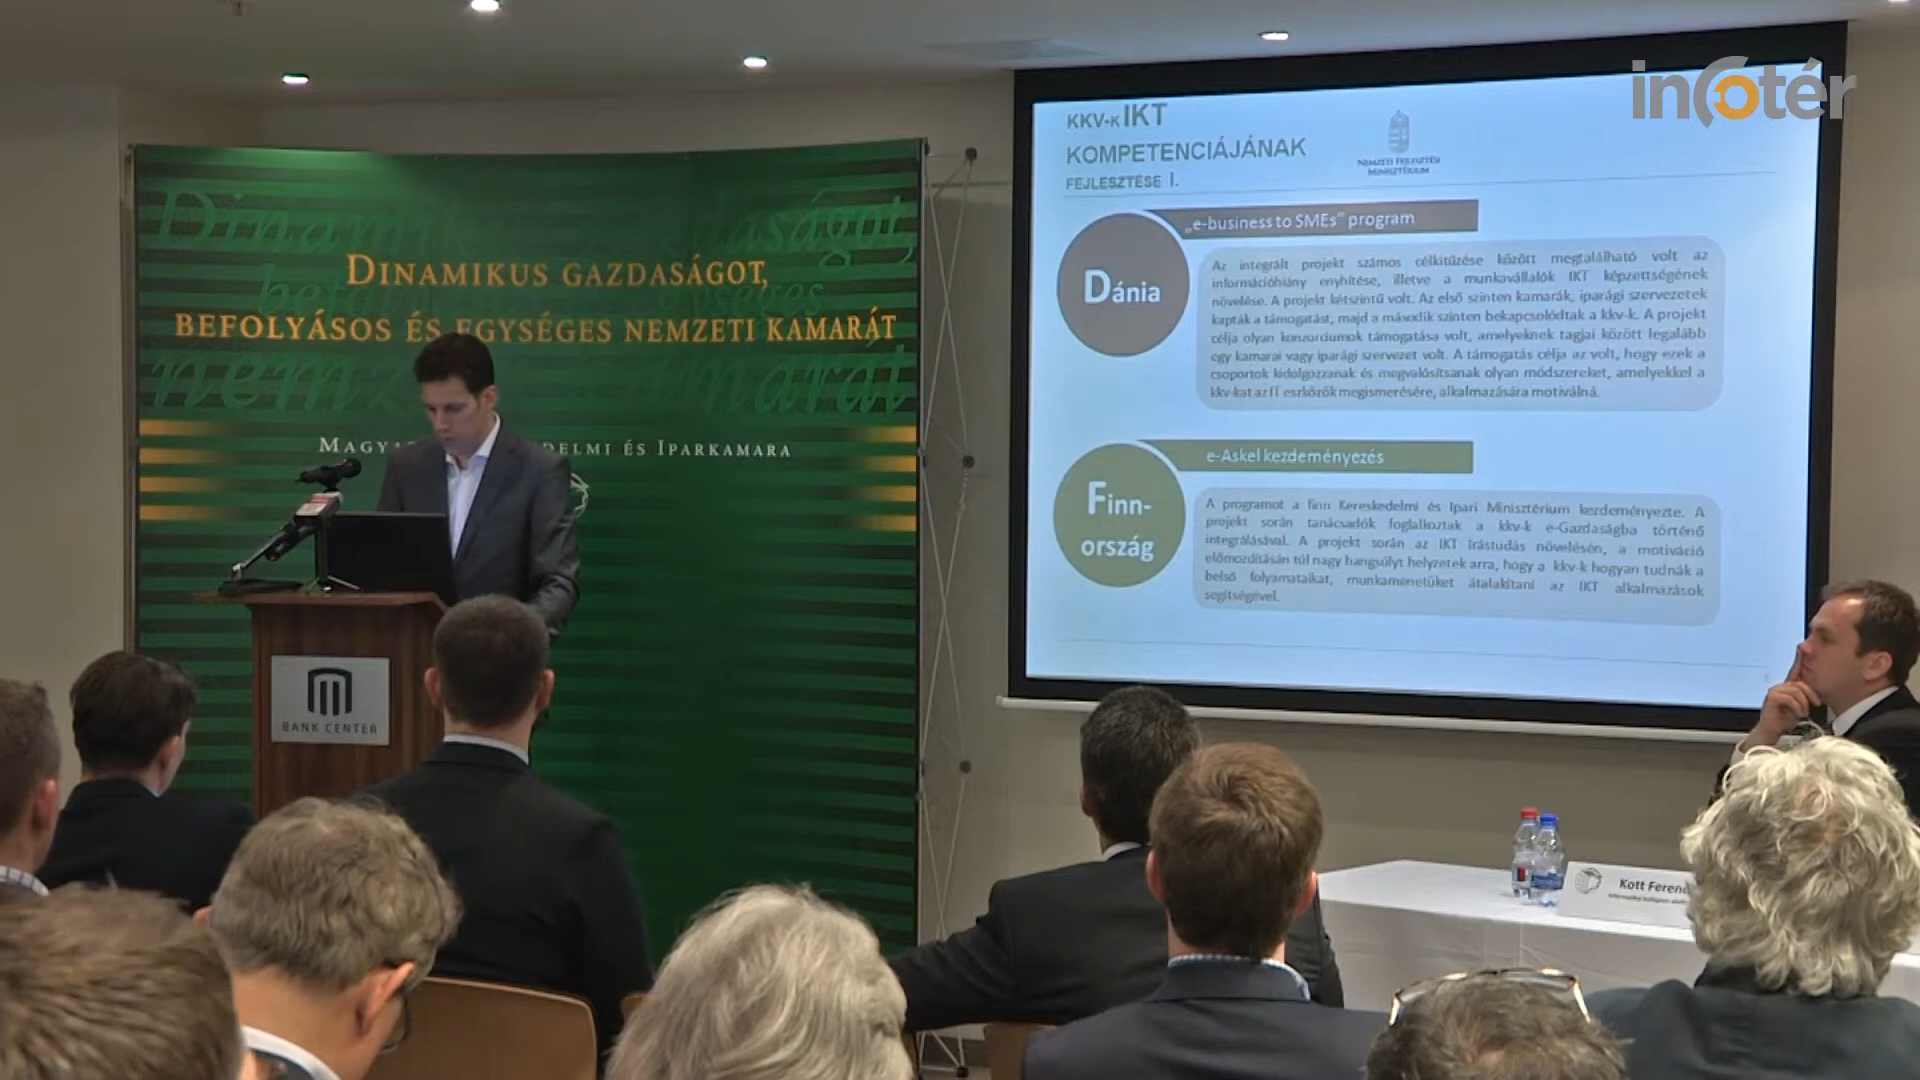 infotér
DINAMIKUS GAZDASÁGOT,
BEFOLYÁSOS ÉS EGYSÉGES NEMZETI KAMARÁT
MAGYA DELMI ÉS IPARKAMARA
BANK CENTER
KKV-K IKT
KOMPETENCIÁJÁNAK
FEJLESZTÉSE I.
NEMZETI FEJLESZTÉSI
MINISZTÉRIUM
„e-business to SMEs” program
Dánia
Az integrált projekt számos célkitűzése között megtalálható volt az
információhiány enyhítése, illetve a munkavállalók IKT képzettségének
növelése. A projekt kétszintű volt. Az első szinten kamarák, iparági szervezetek
kapták a támogatást, majd a második szinten bekapcsolódtak a kkv-k. A projekt
célja olyan konzorciumok támogatása volt, amelyeknek tagjai között legalább
egy kamarai vagy iparági szervezet volt. A támogatás célja az volt, hogy ezek a
csoportok kidolgozzanak és megvalósítsanak olyan módszereket, amelyekkel a
kkv-kat az IT eszközök megismerésére, alkalmazására motiválná.
e-Askel kezdeményezés
Finn-
ország
A programot a finn Kereskedelmi és Ipari Minisztérium kezdeményezte. A
projekt során tanácsadók foglalkoztak a kkv-k e-Gazdaságba történő
integrálásával. A projekt során az IKT írástudás növelésén, a motiváció
előmozdításán túl nagy hangsúlyt helyzetek arra, hogy a kkv-k hogyan tudnák a
belső folyamataikat, munkamenetüket átalakítani az IKT alkalmazások
segítségével.
Kott Ferenc